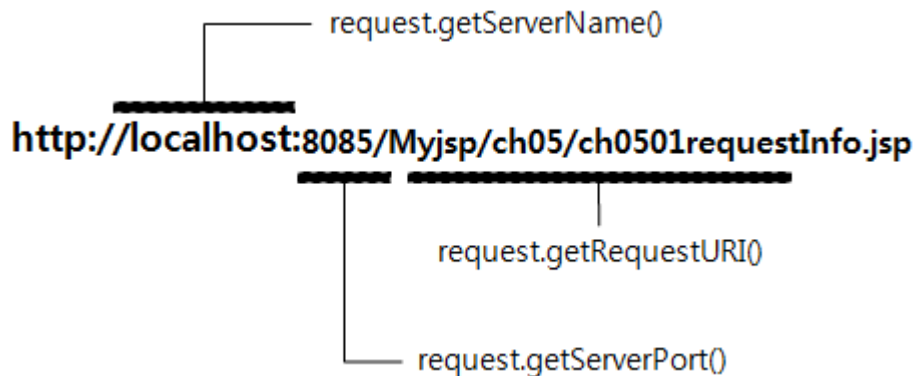 request.getServerName()
http://localhost:8085/Myjsp/ch05/ch0501requestInfo.jsp
request.getRequestURI()
request.getServerPort()